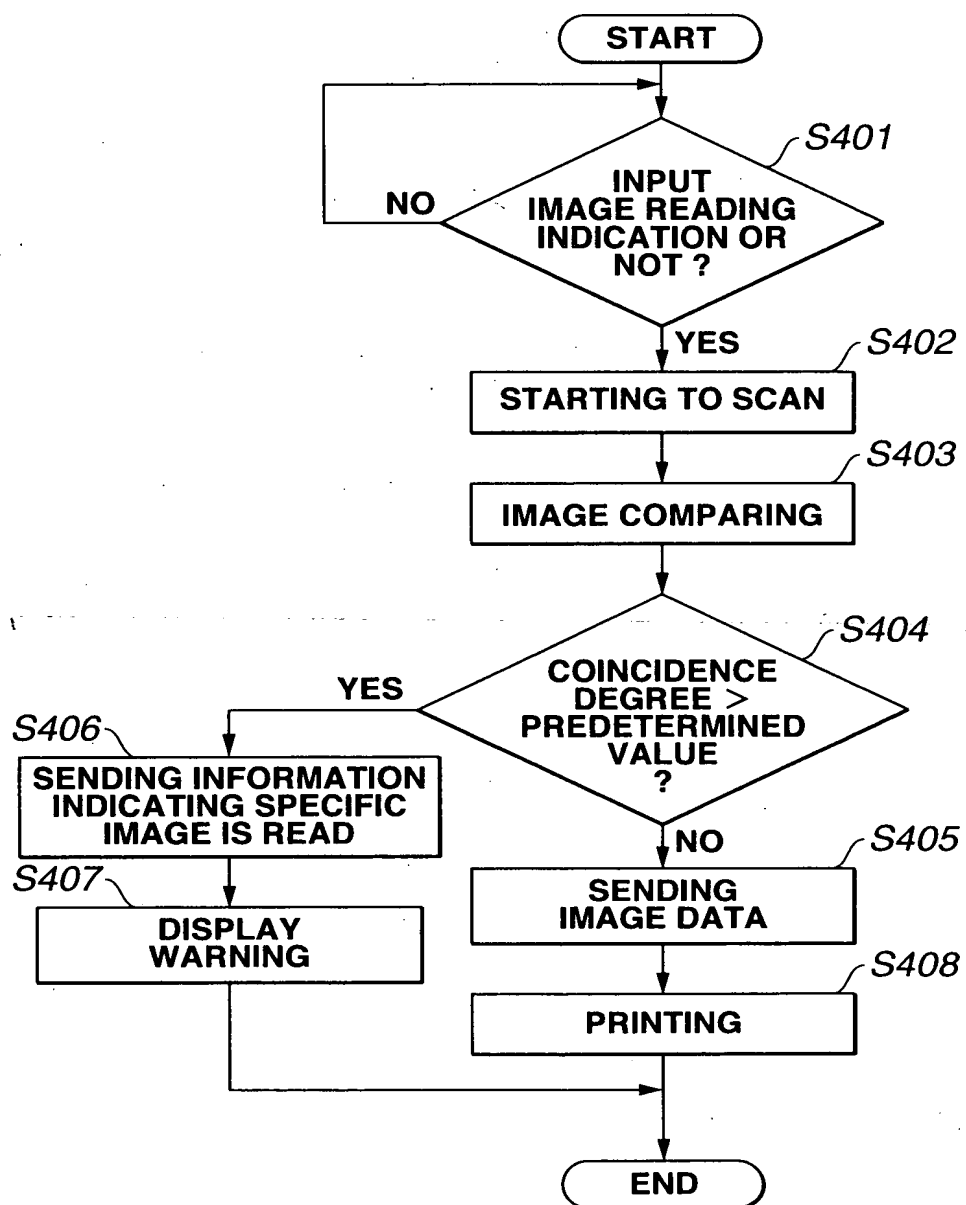 START
S401
INPUT
IMAGE READING
INDICATION OR
NOT ?
NO
YES
S402
STARTING TO SCAN
S403
IMAGE COMPARING
S404
COINCIDENCE
DEGREE >
PREDETERMINED
VALUE
?
YES
S406
SENDING INFORMATION
INDICATING SPECIFIC
IMAGE IS READ
NO
S405
SENDING
IMAGE DATA
S407
DISPLAY
WARNING
S408
PRINTING
END